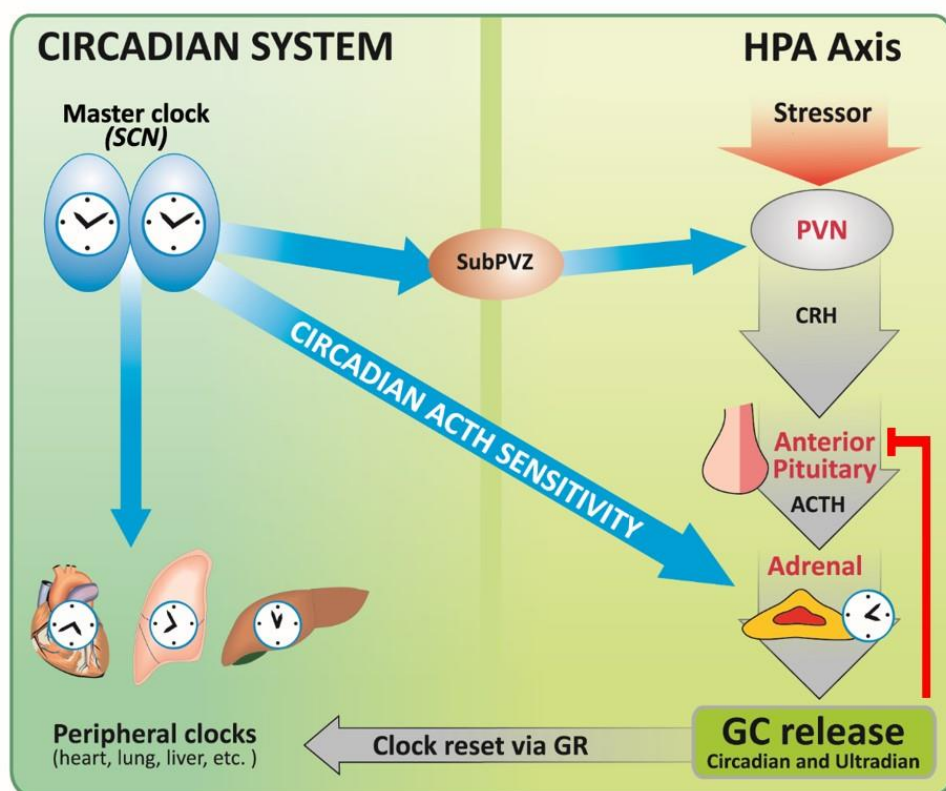 CIRCADIAN SYSTEM
HPA Axis
Master clock
(SCN)
Stressor
PVN
SubPVZ
CRH
CIRCADIAN ACTH SENSITIVITY
Anterior
Pituitary
ACTH
Adrenal
Peripheral clocks
(heart, lung, liver, etc. )
Clock reset via GR
GC release
Circadian and Ultradian